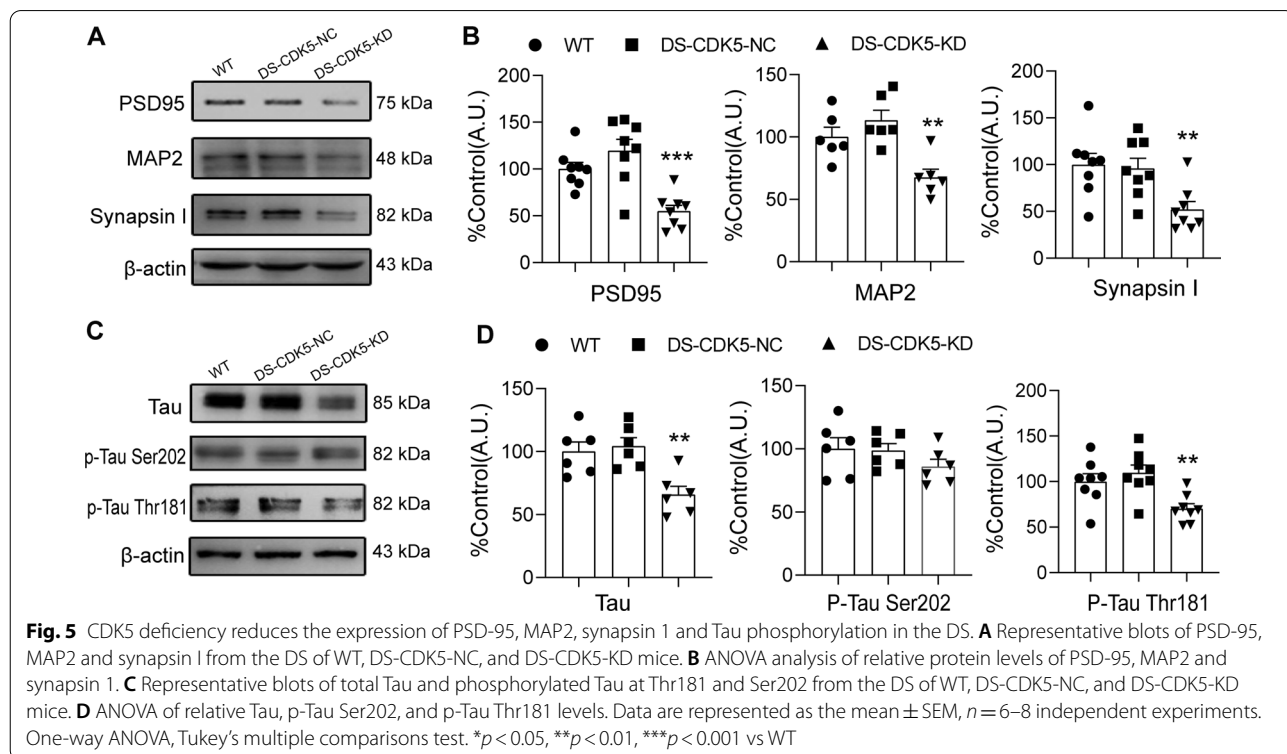 A
WT DS-CDK5-NC DS-CDK5-KD
PSD95 75 kDa
MAP2 48 kDa
Synapsin I 82 kDa
β-actin 43 kDa
B
WT DS-CDK5-NC DS-CDK5-KD
%Control(A.U.)
200
150
100
50
0
***
PSD95
%Control(A.U.)
150
100
50
0
**
MAP2
%Control(A.U.)
200
150
100
50
0
**
Synapsin I
C
WT DS-CDK5-NC DS-CDK5-KD
Tau 85 kDa
p-Tau Ser202 82 kDa
p-Tau Thr181 82 kDa
β-actin 43 kDa
D
WT DS-CDK5-NC DS-CDK5-KD
%Control(A.U.)
150
100
50
0
**
Tau
%Control(A.U.)
150
100
50
0
P-Tau Ser202
%Control(A.U.)
200
150
100
50
0
**
P-Tau Thr181
Fig. 5 CDK5 deficiency reduces the expression of PSD-95, MAP2, synapsin 1 and Tau phosphorylation in the DS. A Representative blots of PSD-95,
MAP2 and synapsin I from the DS of WT, DS-CDK5-NC, and DS-CDK5-KD mice. B ANOVA analysis of relative protein levels of PSD-95, MAP2 and
synapsin 1. C Representative blots of total Tau and phosphorylated Tau at Thr181 and Ser202 from the DS of WT, DS-CDK5-NC, and DS-CDK5-KD
mice. D ANOVA of relative Tau, p-Tau Ser202, and p-Tau Thr181 levels. Data are represented as the mean ± SEM, n = 6–8 independent experiments.
One-way ANOVA, Tukey's multiple comparisons test. *p < 0.05, **p < 0.01, ***p < 0.001 vs WT